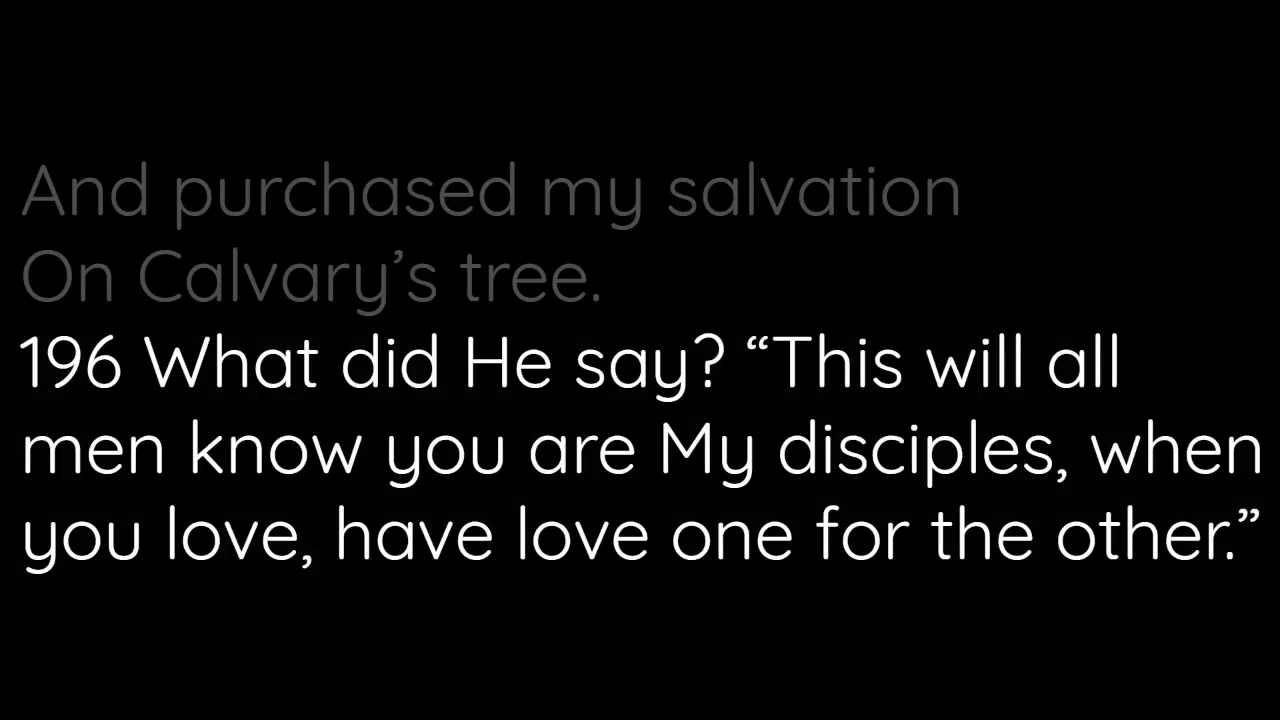 And purchased my salvation
On Calvary’s tree.
196 What did He say? “This will all
men know you are My disciples, when
you love, have love one for the other.”